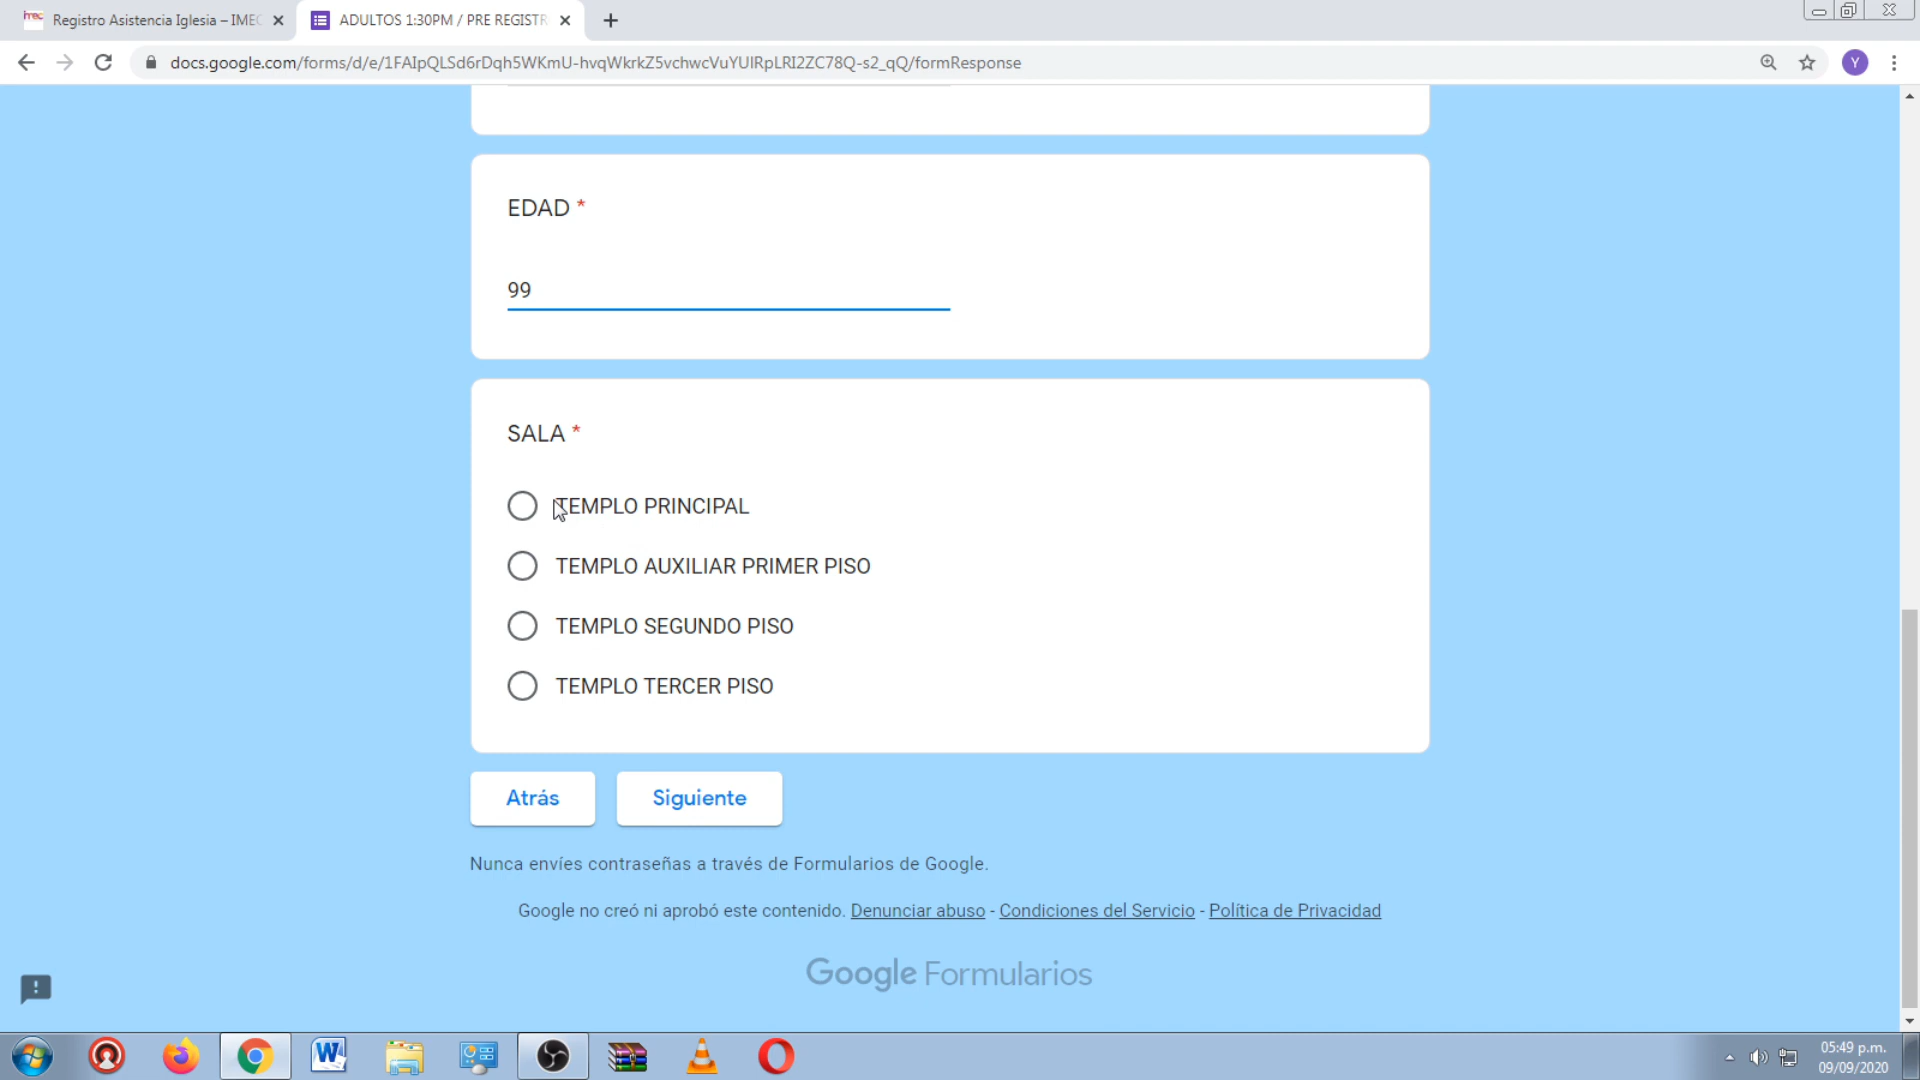 imec
Registro Asistencia Iglesia – IMEC
ADULTOS 1:30PM / PRE REGISTR
docs.google.com/forms/d/e/1FAIpQLSd6rDqh5WKmU-hvqWkrkZ5vchwcVuYUIRpLRI2ZC78Q-s2_qQ/formResponse
Y
EDAD *
99
SALA *
TEMPLO PRINCIPAL
TEMPLO AUXILIAR PRIMER PISO
TEMPLO SEGUNDO PISO
TEMPLO TERCER PISO
Atrás
Siguiente
Nunca envíes contraseñas a través de Formularios de Google.
Google no creó ni aprobó este contenido. Denunciar abuso - Condiciones del Servicio - Política de Privacidad
Google Formularios
W
05:49 p.m.
09/09/2020